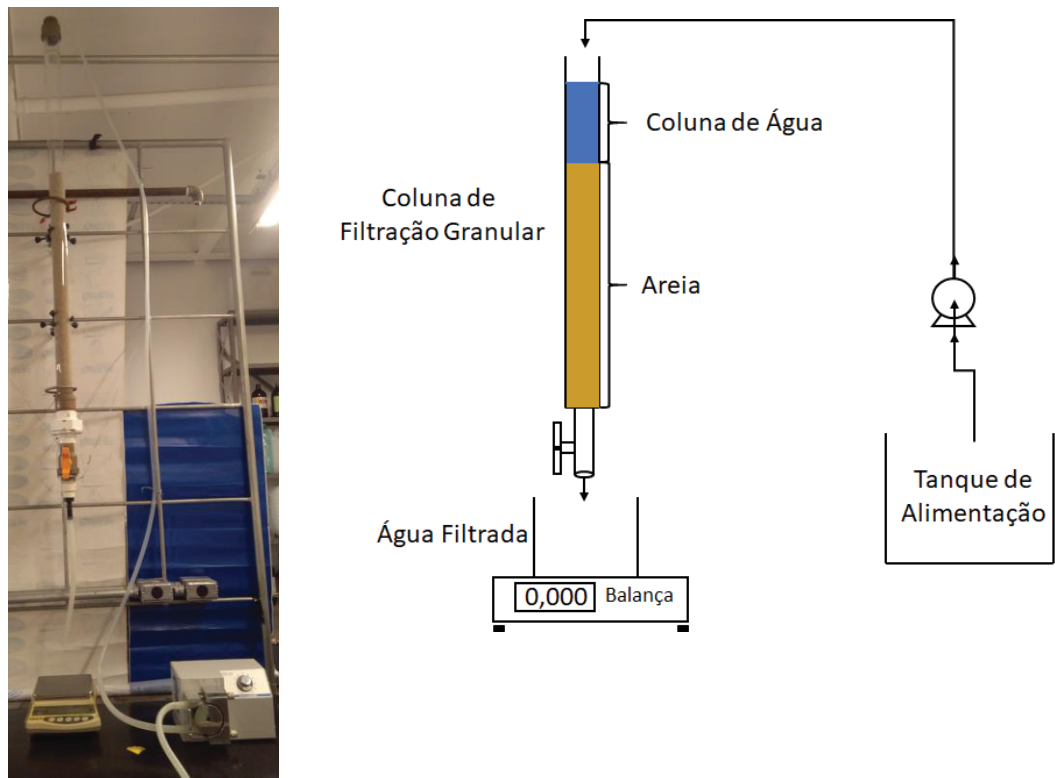 Coluna de Água
Coluna de
Filtração Granular
Areia
Tanque de
Alimentação
Água Filtrada
0,000 Balança